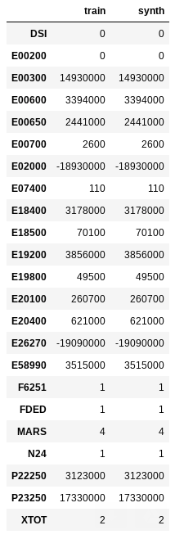 train synth
DSI 0 0
E00200 0 0
E00300 14930000 14930000
E00600 3394000 3394000
E00650 2441000 2441000
E00700 2600 2600
E02000 -18930000 -18930000
E07400 110 110
E18400 3178000 3178000
E18500 70100 70100
E19200 3856000 3856000
E19800 49500 49500
E20100 260700 260700
E20400 621000 621000
E26270 -19090000 -19090000
E58990 3515000 3515000
F6251 1 1
FDED 1 1
MARS 4 4
N24 1 1
P22250 3123000 3123000
P23250 17330000 17330000
XTOT 2 2